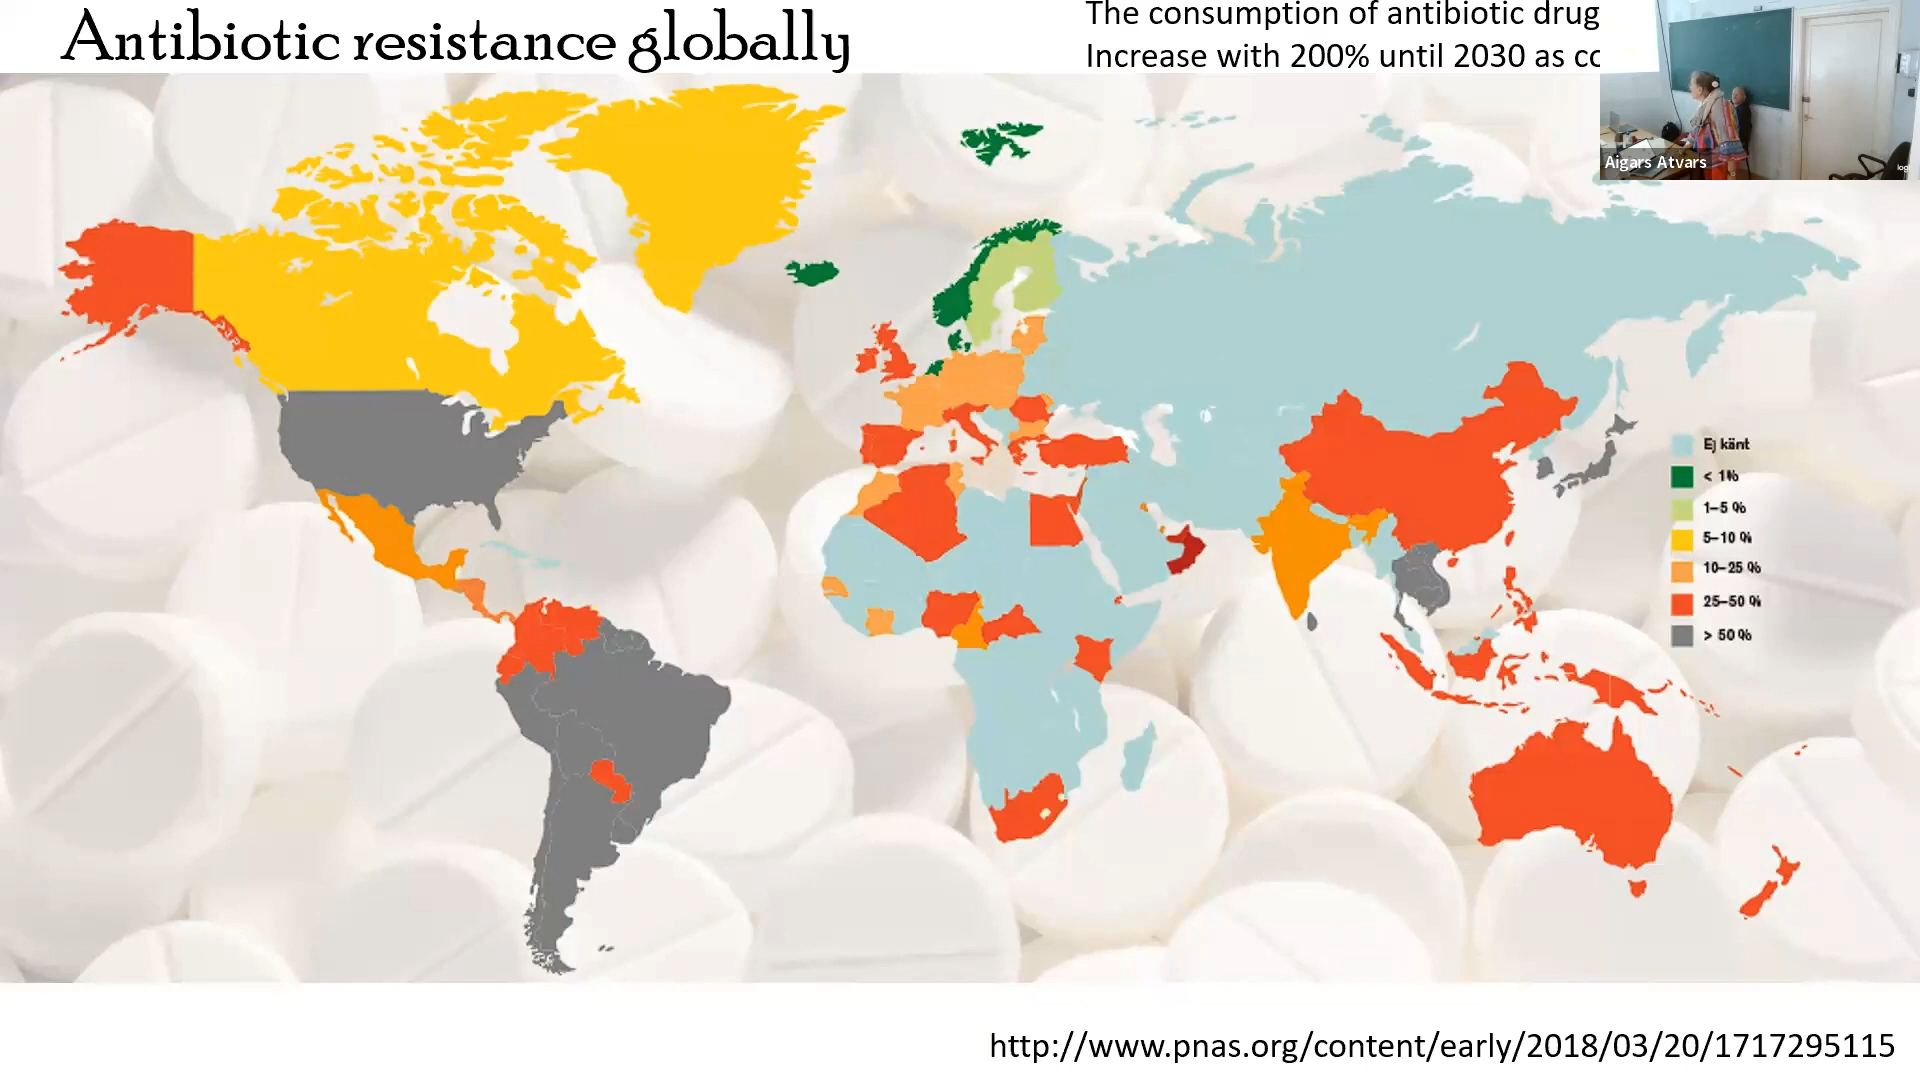 Antibiotic resistance globally
The consumption of antibiotic drug
Increase with 200% until 2030 as cc
Aigars Atvars
Ej känt
< 1%
1–5 %
5–10 %
10–25 %
25–50 %
> 50 %
http://www.pnas.org/content/early/2018/03/20/1717295115